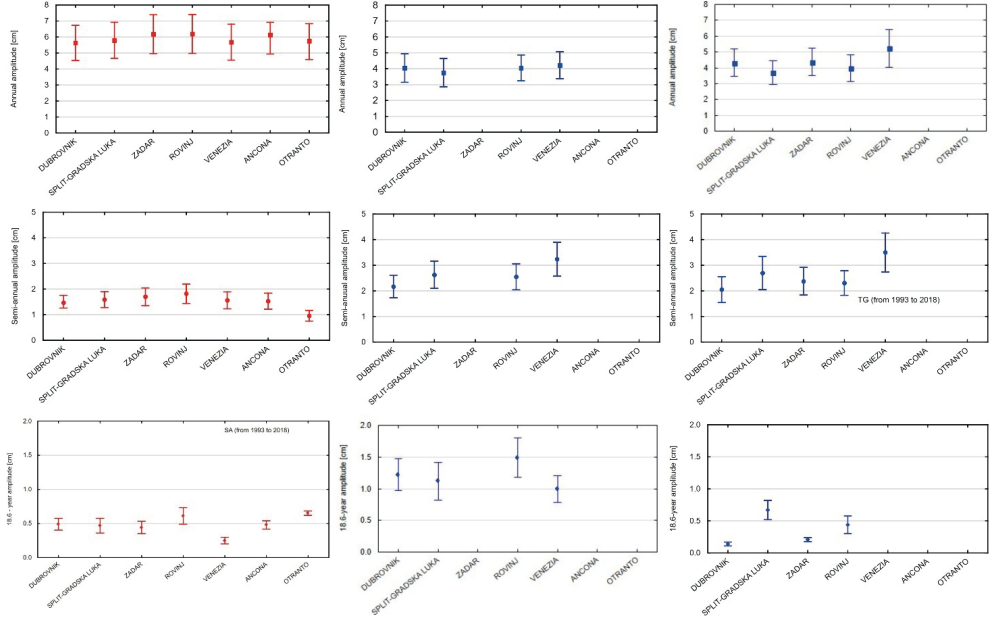 Annual amplitude [cm]
8
7
6
5
4
3
2
1
0
DUBROVNIK
SPLIT-GRADSKA LUKA
ZADAR
ROVINJ
VENEZIA
ANCONA
OTRANTO
Annual amplitude [cm]
8
7
6
5
4
3
2
1
0
DUBROVNIK
SPLIT-GRADSKA LUKA
ZADAR
ROVINJ
VENEZIA
ANCONA
OTRANTO
Annual amplitude [cm]
8
7
6
5
4
3
2
1
0
DUBROVNIK
SPLIT-GRADSKA LUKA
ZADAR
ROVINJ
VENEZIA
ANCONA
OTRANTO
Semi-annual amplitude [cm]
5
4
3
2
1
0
DUBROVNIK
SPLIT-GRADSKA LUKA
ZADAR
ROVINJ
VENEZIA
ANCONA
OTRANTO
Semi-annual amplitude [cm]
5
4
3
2
1
0
DUBROVNIK
SPLIT-GRADSKA LUKA
ZADAR
ROVINJ
VENEZIA
ANCONA
OTRANTO
Semi-annual amplitude [cm]
5
4
3
2
1
0
TG (from 1993 to 2018)
DUBROVNIK
SPLIT-GRADSKA LUKA
ZADAR
ROVINJ
VENEZIA
ANCONA
OTRANTO
18.6 - year amplitude [cm]
2.0
1.5
1.0
0.5
0.0
SA (from 1993 to 2018)
DUBROVNIK
SPLIT-GRADSKA LUKA
ZADAR
ROVINJ
VENEZIA
ANCONA
OTRANTO
18.6-year amplitude [cm]
2.0
1.5
1.0
0.5
0.0
DUBROVNIK
SPLIT-GRADSKA LUKA
ZADAR
ROVINJ
VENEZIA
ANCONA
OTRANTO
18.6-year amplitude [cm]
2.0
1.5
1.0
0.5
0.0
DUBROVNIK
SPLIT-GRADSKA LUKA
ZADAR
ROVINJ
VENEZIA
ANCONA
OTRANTO